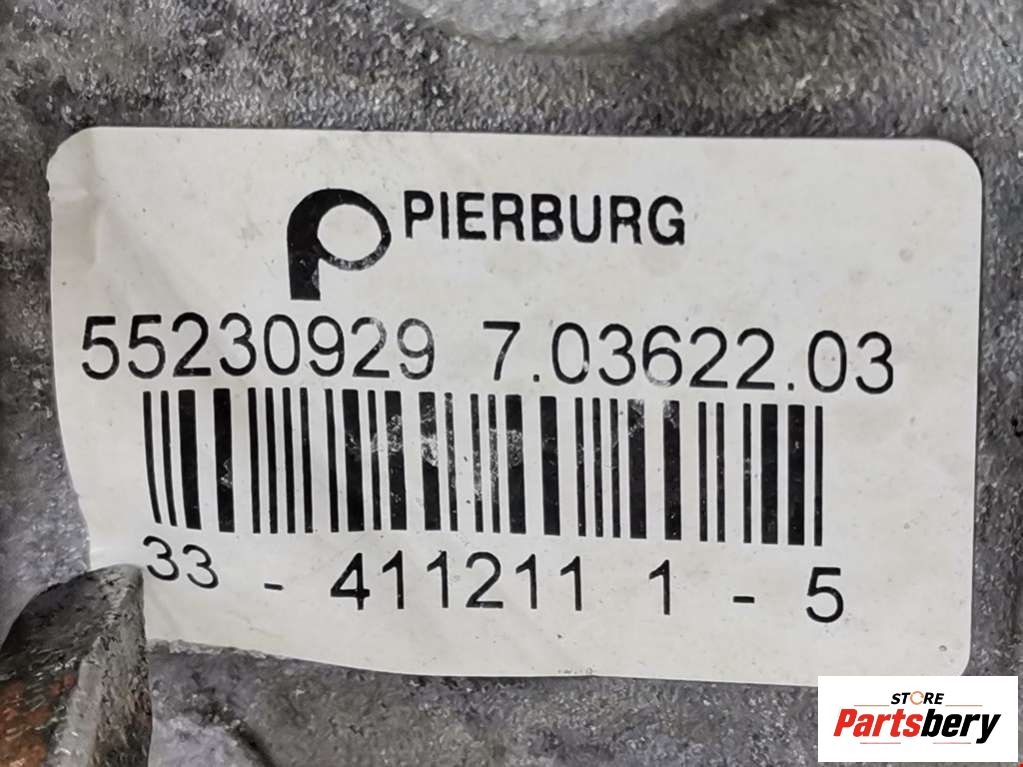 PIERBURG
55230929 7.03622.03
33 - 411211 1 - 5
STORE
Partsbery